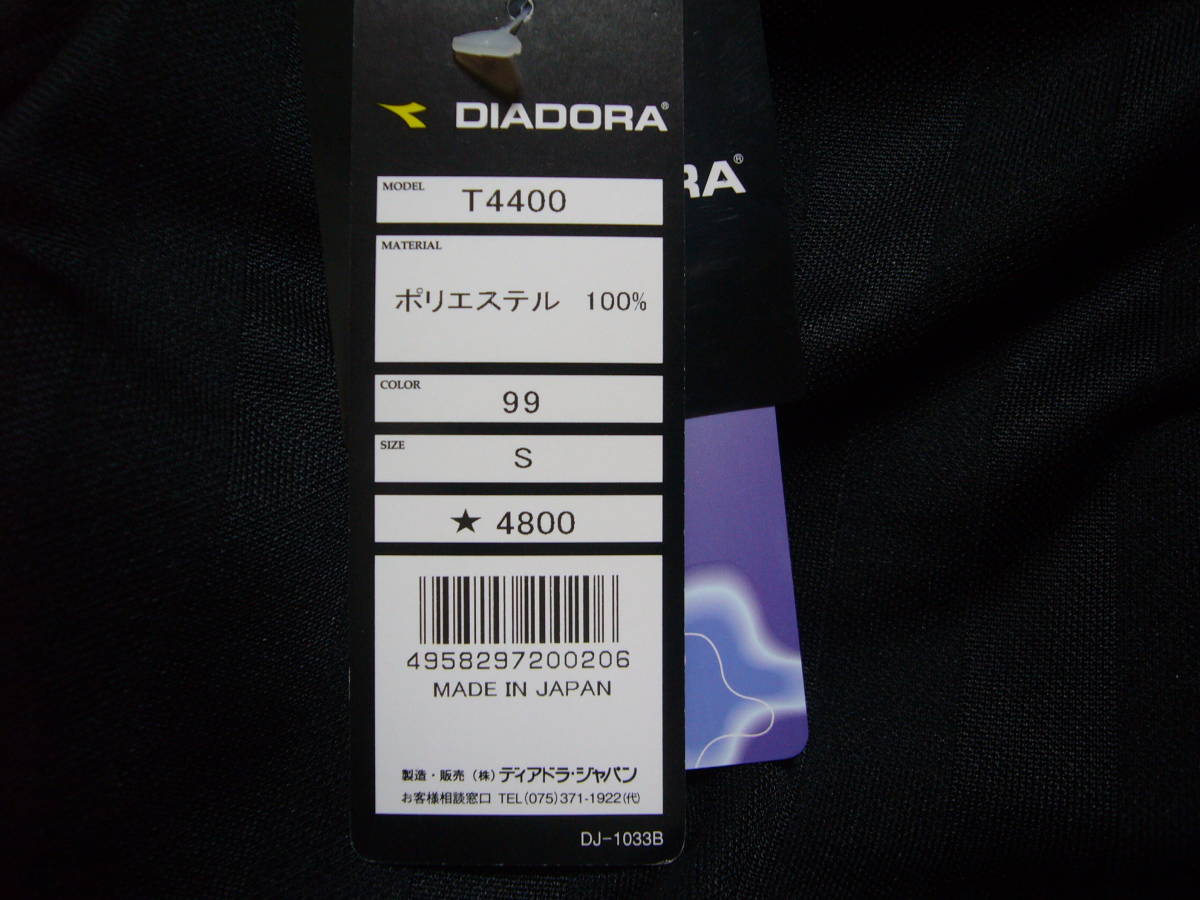 DIADORA®
RA®
MODEL T4400
MATERIAL
ポリエステル 100%
COLOR 99
SIZE S
★ 4800
4958297200206
MADE IN JAPAN
製造・販売 (株) ディアドラ・ジャパン
お客様相談窓口 TEL(075)371-1922(代)
DJ-1033B